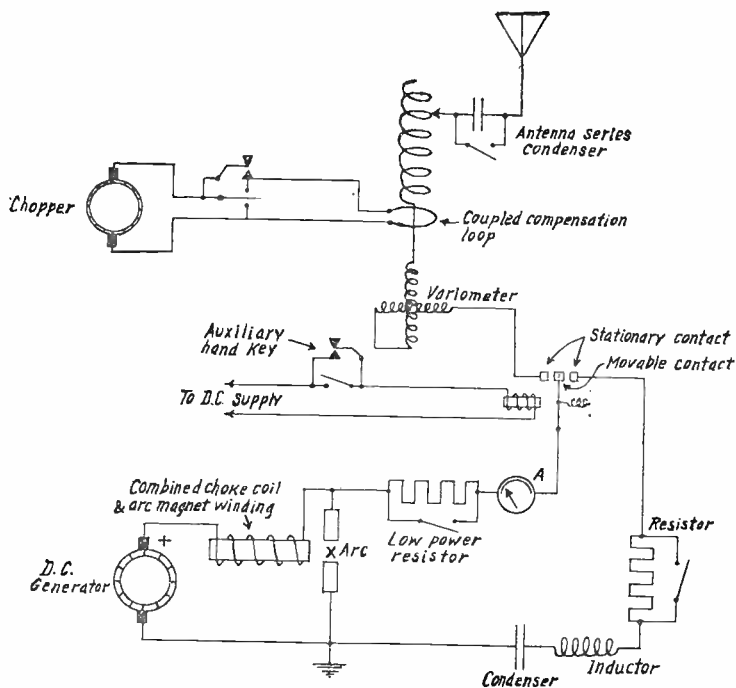 Antenna series
condenser
Chopper
Coupled compensation
loop
Variometer
Auxiliary
hand key
Stationary contact
Movable contact
To D.C. supply
Combined choke coil
& arc magnet winding
A
+
Arc
Low power
resistor
Resistor
D.C.
Generator
Condenser
Inductor